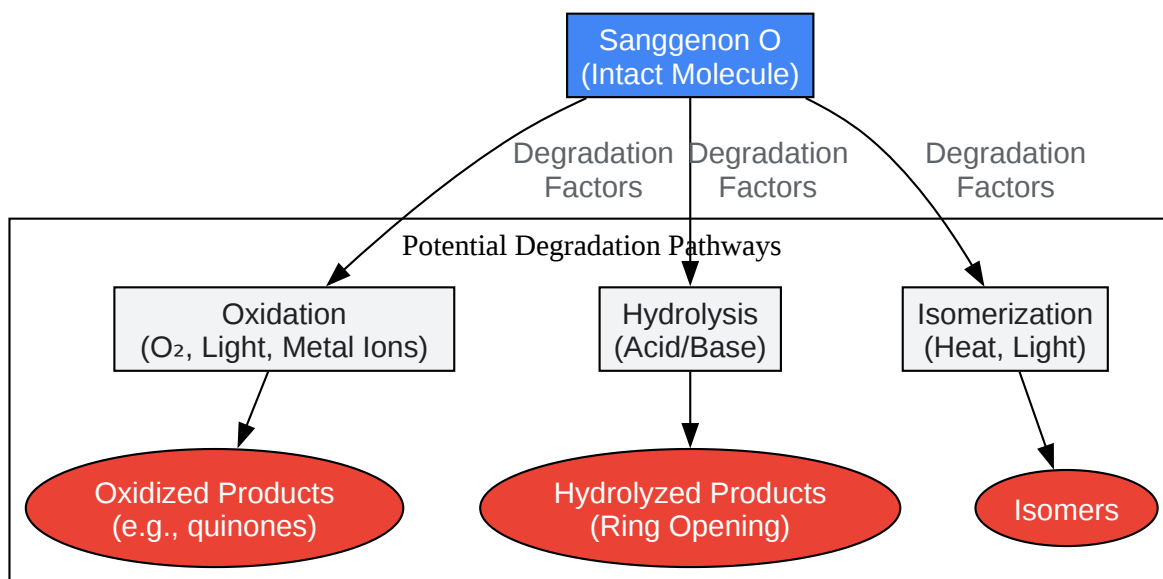 Sanggenon O
(Intact Molecule)
Degradation
Factors
Degradation
Factors
Degradation
Factors
Potential Degradation Pathways
Oxidation
(O₂, Light, Metal Ions)
Hydrolysis
(Acid/Base)
Isomerization
(Heat, Light)
Oxidized Products
(e.g., quinones)
Hydrolyzed Products
(Ring Opening)
Isomers